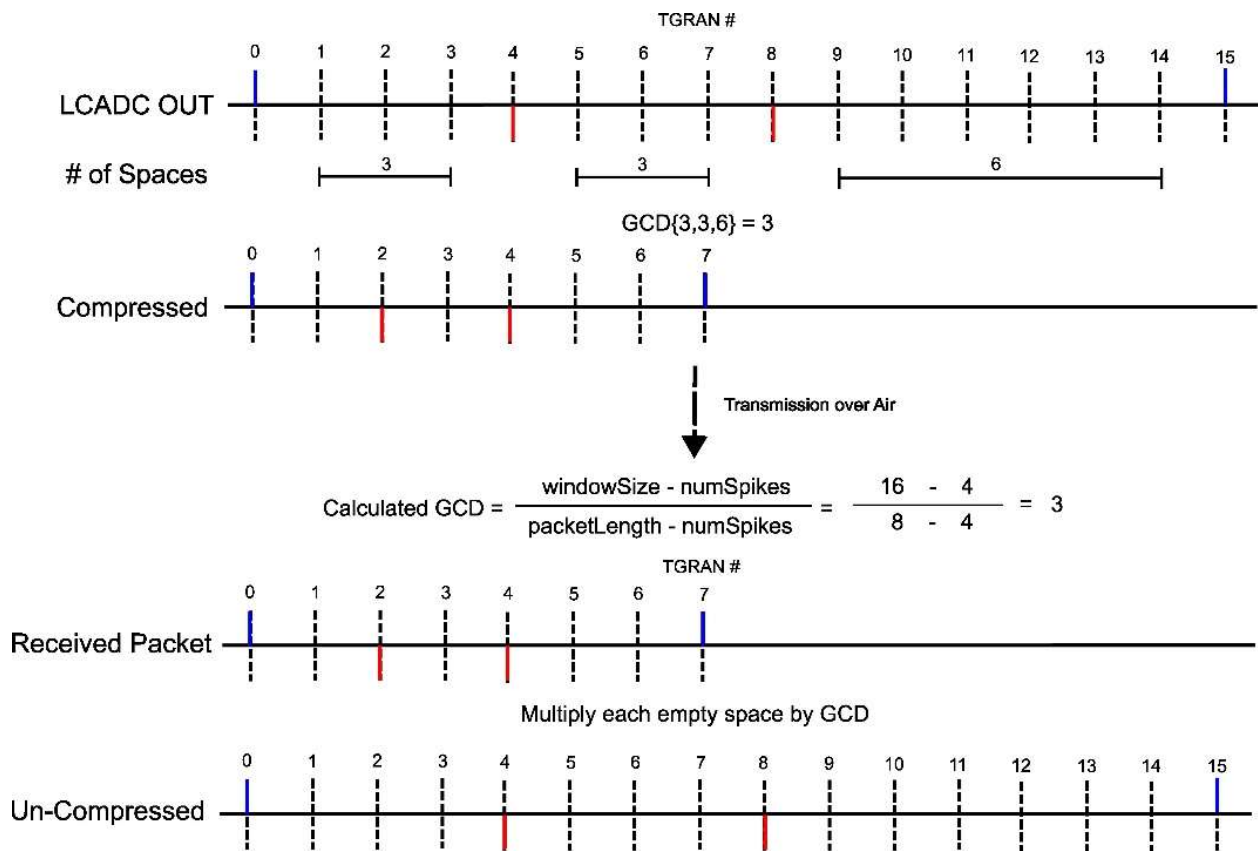 TGRAN #
0 1 2 3 4 5 6 7 8 9 10 11 12 13 14 15
LCADC OUT
# of Spaces 3 3 6
GCD{3,3,6} = 3
0 1 2 3 4 5 6 7
Compressed
Transmission over Air
Calculated GCD = windowSize - numSpikes / packetLength - numSpikes = 16 - 4 / 8 - 4 = 3
TGRAN #
0 1 2 3 4 5 6 7
Received Packet
Multiply each empty space by GCD
0 1 2 3 4 5 6 7 8 9 10 11 12 13 14 15
Un-Compressed